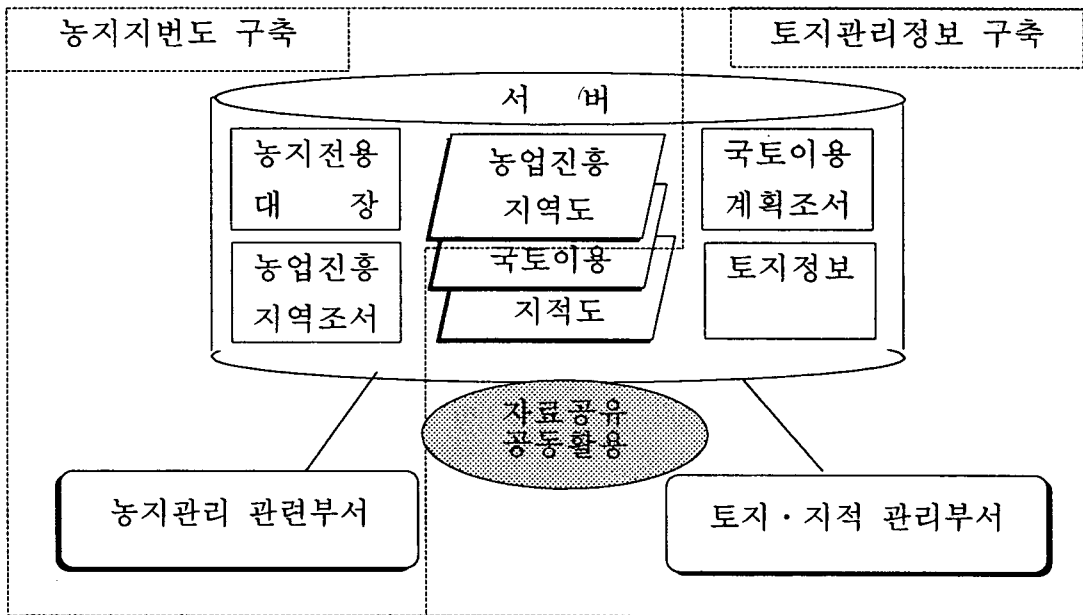 농지지번도 구축
토지관리정보 구축
서 버
농지전용
대 장
농업진흥
지역도
국토이용
계획조서
농업진흥
지역조서
국토이용
지적도
토지정보
자료공유
공동활용
농지관리 관련부서
토지·지적 관리부서